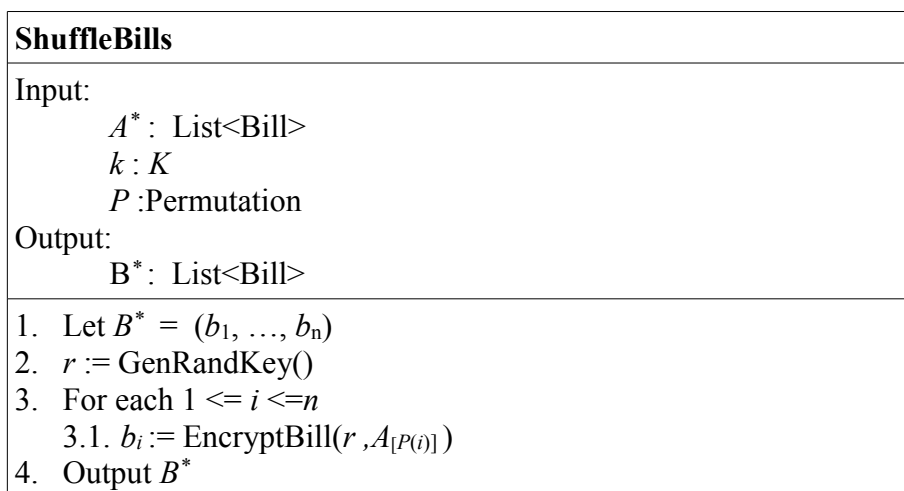 ShuffleBills
Input:
A* : List<Bill>
k : K
P :Permutation
Output:
B*: List<Bill>
1. Let B* = (b1, …, bn)
2. r := GenRandKey()
3. For each 1 <= i <=n
3.1. bi := EncryptBill(r ,A[P(i)] )
4. Output B*